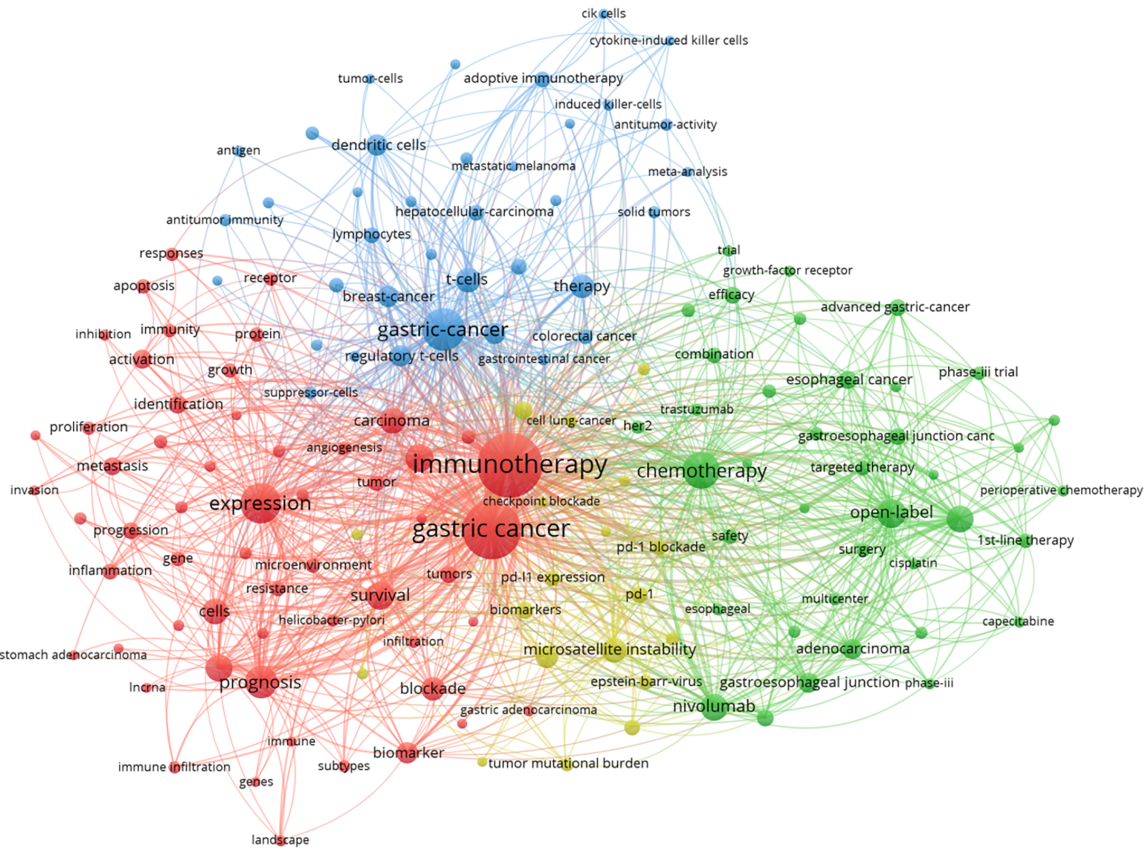 cik cells
cytokine-induced killer cells
tumor-cells
adoptive immunotherapy
induced killer-cells
antitumor-activity
dendritic cells
antigen
metastatic melanoma
meta-analysis
hepatocellular-carcinoma
solid tumors
antitumor immunity
lymphocytes
responses
trial
growth-factor receptor
receptor
t-cells
apoptosis
therapy
efficacy
breast-cancer
advanced gastric-cancer
gastric-cancer
immunity
inhibition
protein
colorectal cancer
regulatory t-cells
gastrointestinal cancer
combination
activation
growth
phase-iii trial
esophageal cancer
suppressor-cells
identification
trastuzumab
carcinoma
cell lung-cancer
her2
proliferation
gastroesophageal junction canc
angiogenesis
immunotherapy
chemotherapy
metastasis
targeted therapy
tumor
invasion
perioperative chemotherapy
expression
checkpoint blockade
open-label
gastric cancer
progression
safety
1st-line therapy
pd-1 blockade
surgery
gene
microenvironment
cisplatin
inflammation
tumors
pd-l1 expression
resistance
survival
pd-1
multicenter
cells
biomarkers
esophageal
helicobacter-pylori
capecitabine
infiltration
stomach adenocarcinoma
microsatellite instability
adenocarcinoma
prognosis
lncrna
blockade
epstein-barr-virus
gastroesophageal junction
phase-iii
gastric adenocarcinoma
nivolumab
immune
biomarker
immune infiltration
subtypes
tumor mutational burden
genes
landscape